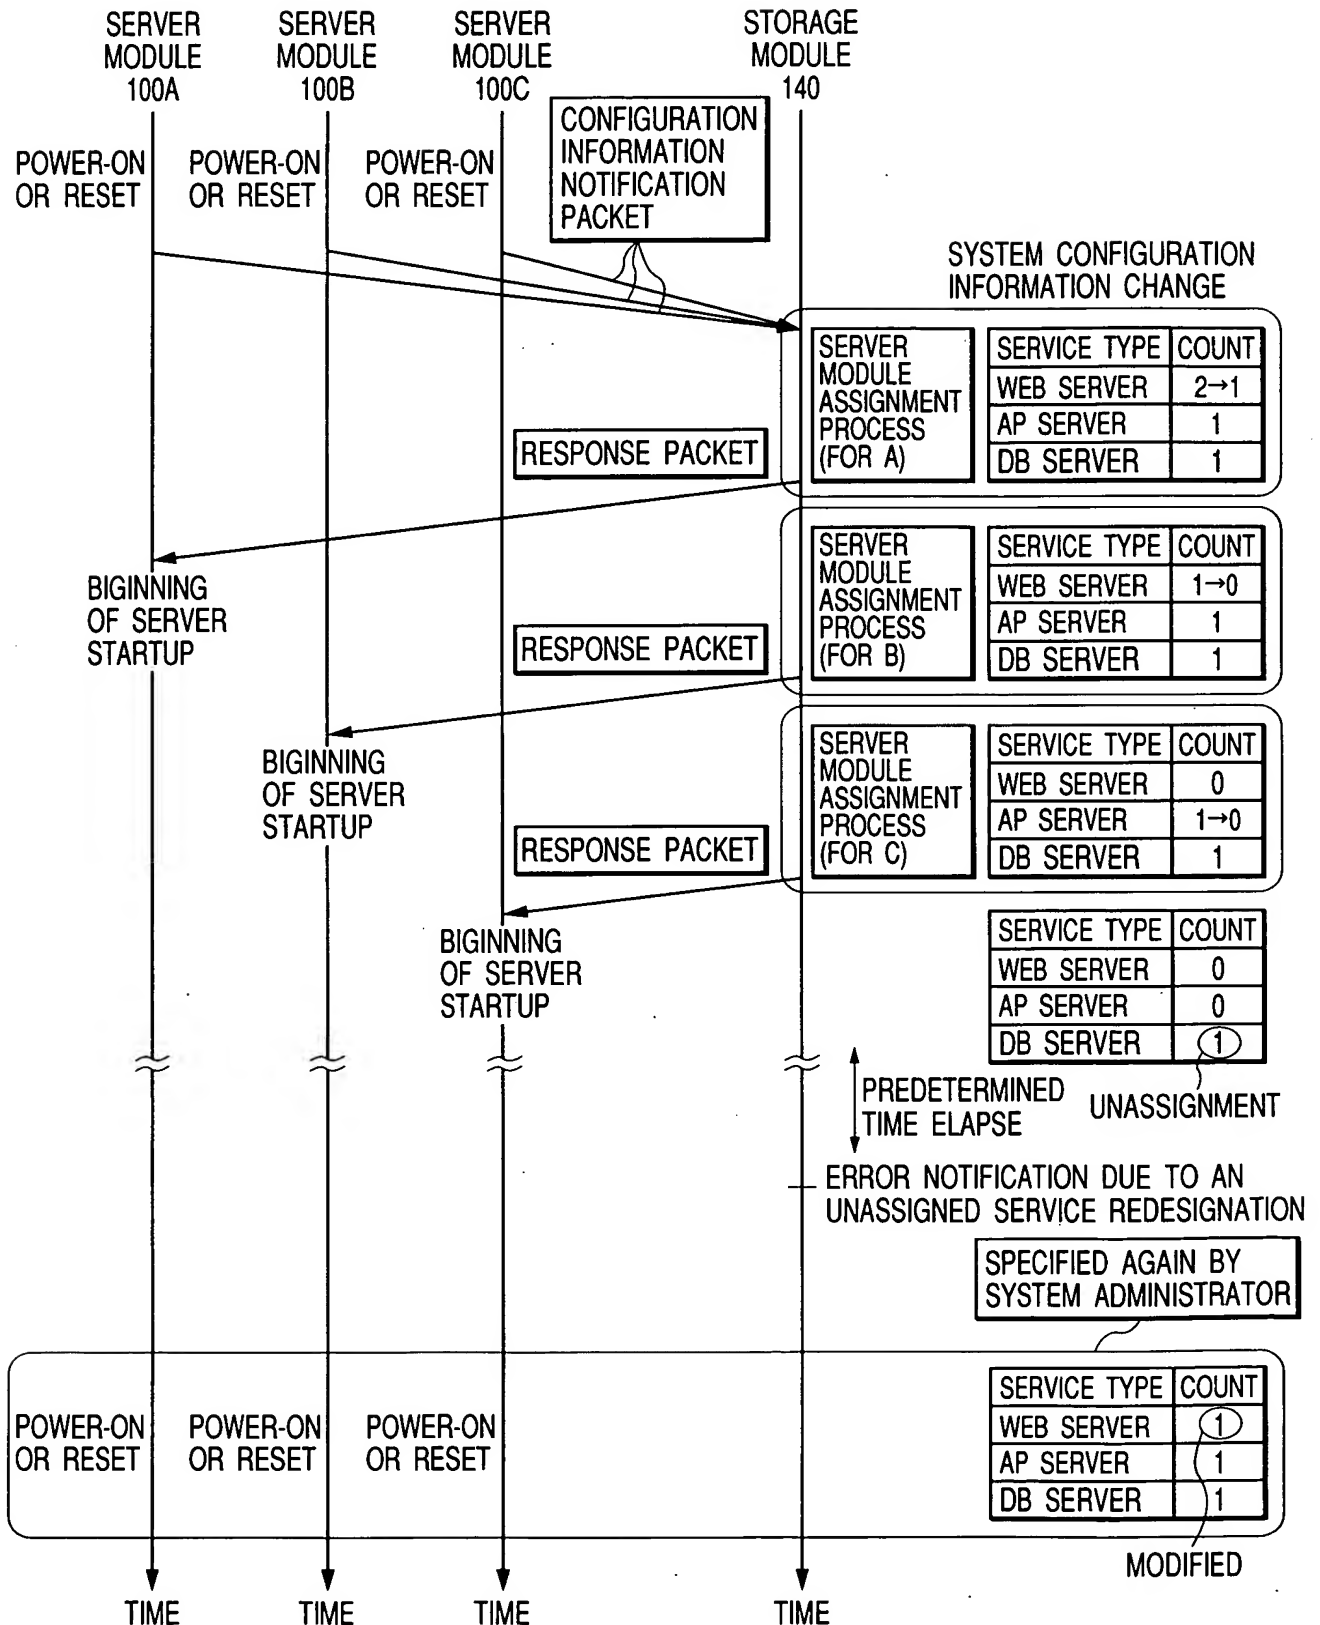 SERVER
MODULE
100A
SERVER
MODULE
100B
SERVER
MODULE
100C
STORAGE
MODULE
140
POWER-ON
OR RESET
POWER-ON
OR RESET
POWER-ON
OR RESET
CONFIGURATION
INFORMATION
NOTIFICATION
PACKET
SYSTEM CONFIGURATION
INFORMATION CHANGE
SERVER
MODULE
ASSIGNMENT
PROCESS
(FOR A)
SERVICE TYPE COUNT
WEB SERVER 2→1
AP SERVER 1
DB SERVER 1
RESPONSE PACKET
BIGINNING
OF SERVER
STARTUP
SERVER
MODULE
ASSIGNMENT
PROCESS
(FOR B)
SERVICE TYPE COUNT
WEB SERVER 1→0
AP SERVER 1
DB SERVER 1
RESPONSE PACKET
BIGINNING
OF SERVER
STARTUP
SERVER
MODULE
ASSIGNMENT
PROCESS
(FOR C)
SERVICE TYPE COUNT
WEB SERVER 0
AP SERVER 1→0
DB SERVER 1
RESPONSE PACKET
BIGINNING
OF SERVER
STARTUP
SERVICE TYPE COUNT
WEB SERVER 0
AP SERVER 0
DB SERVER 1
UNASSIGNMENT
PREDETERMINED
TIME ELAPSE
ERROR NOTIFICATION DUE TO AN
UNASSIGNED SERVICE REDESIGNATION
SPECIFIED AGAIN BY
SYSTEM ADMINISTRATOR
POWER-ON
OR RESET
POWER-ON
OR RESET
POWER-ON
OR RESET
SERVICE TYPE COUNT
WEB SERVER 1
AP SERVER 1
DB SERVER 1
MODIFIED
TIME
TIME
TIME
TIME